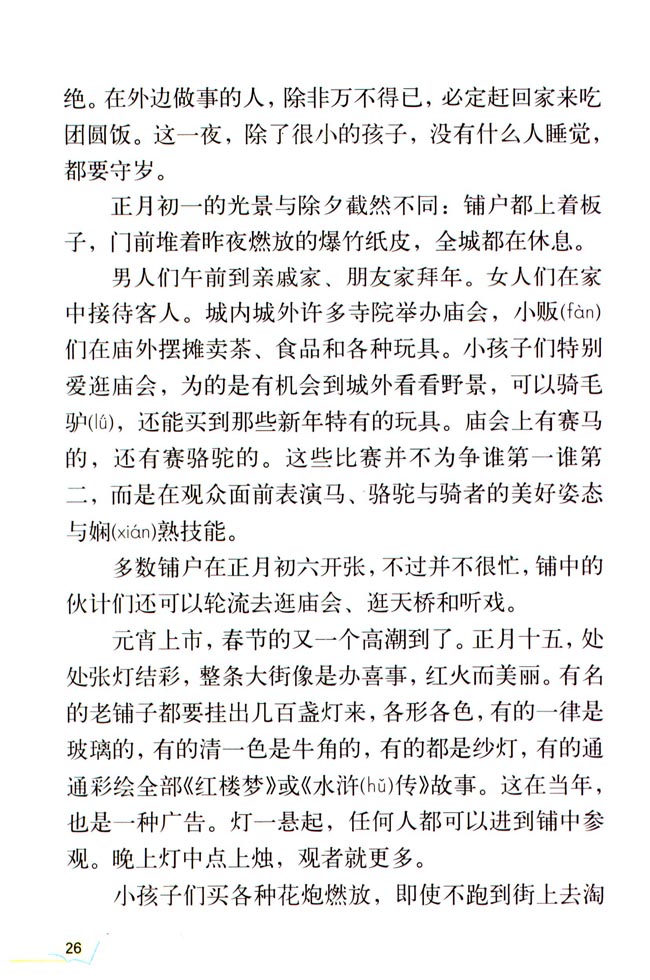 绝。在外边做事的人，除非万不得已，必定赶回家来吃
团圆饭。这一夜，除了很小的孩子，没有什么人睡觉，
都要守岁。
正月初一的光景与除夕截然不同：铺户都上着板
子，门前堆着昨夜燃放的爆竹纸皮，全城都在休息。
男人们午前到亲戚家、朋友家拜年。女人们在家
中接待客人。城内城外许多寺院举办庙会，小贩(fàn)
们在庙外摆摊卖茶、食品和各种玩具。小孩子们特别
爱逛庙会，为的是有机会到城外看看野景，可以骑毛
驴(lǘ)，还能买到那些新年特有的玩具。庙会上有赛马
的，还有赛骆驼的。这些比赛并不为争谁第一谁第
二，而是在观众面前表演马、骆驼与骑者的美好姿态
与娴(xián)熟技能。
多数铺户在正月初六开张，不过并不很忙，铺中的
伙计们还可以轮流去逛庙会、逛天桥和听戏。
元宵上市，春节的又一个高潮到了。正月十五，处
处张灯结彩，整条大街像是办喜事，红火而美丽。有名
的老铺子都要挂出几百盏灯来，各形各色，有的一律是
玻璃的，有的清一色是牛角的，有的都是纱灯，有的通
通彩绘全部《红楼梦》或《水浒(hǔ)传》故事。这在当年，
也是一种广告。灯一悬起，任何人都可以进到铺中参
观。晚上灯中点上烛，观者就更多。
小孩子们买各种花炮燃放，即使不跑到街上去淘
26